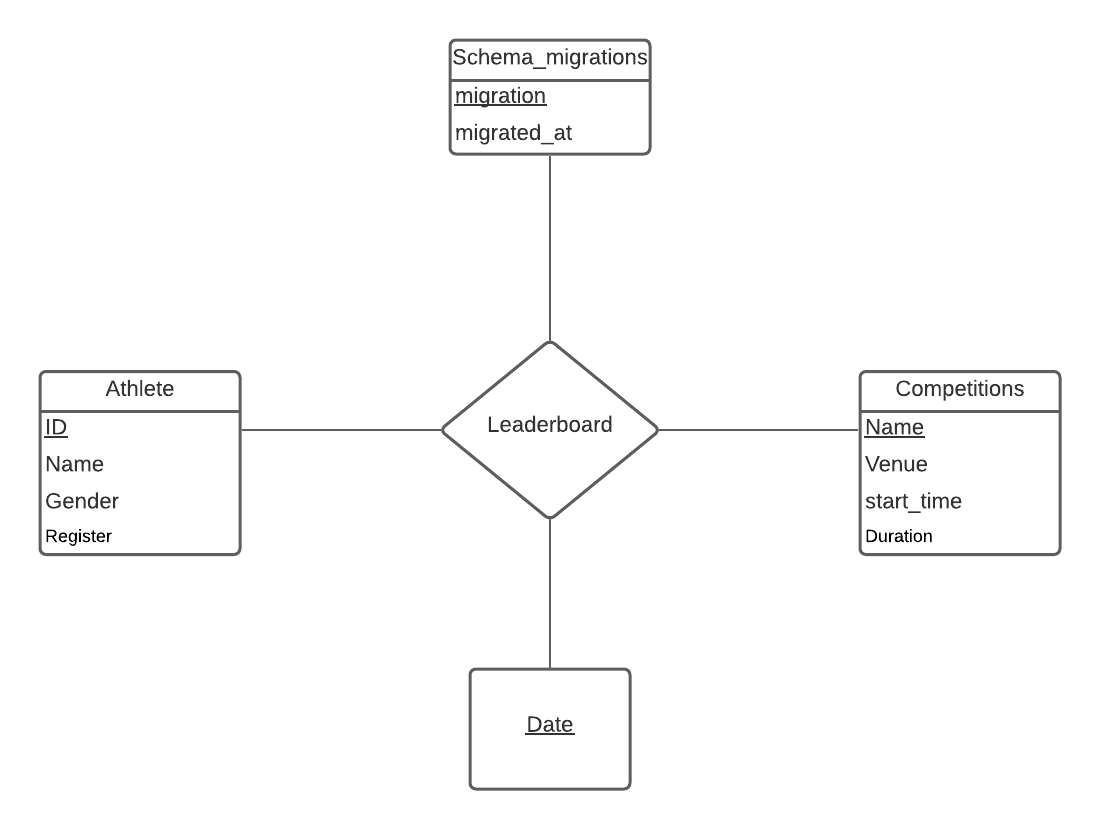 Schema_migrations
migration
migrated_at
Athlete
ID
Name
Gender
Register
Leaderboard
Competitions
Name
Venue
start_time
Duration
Date